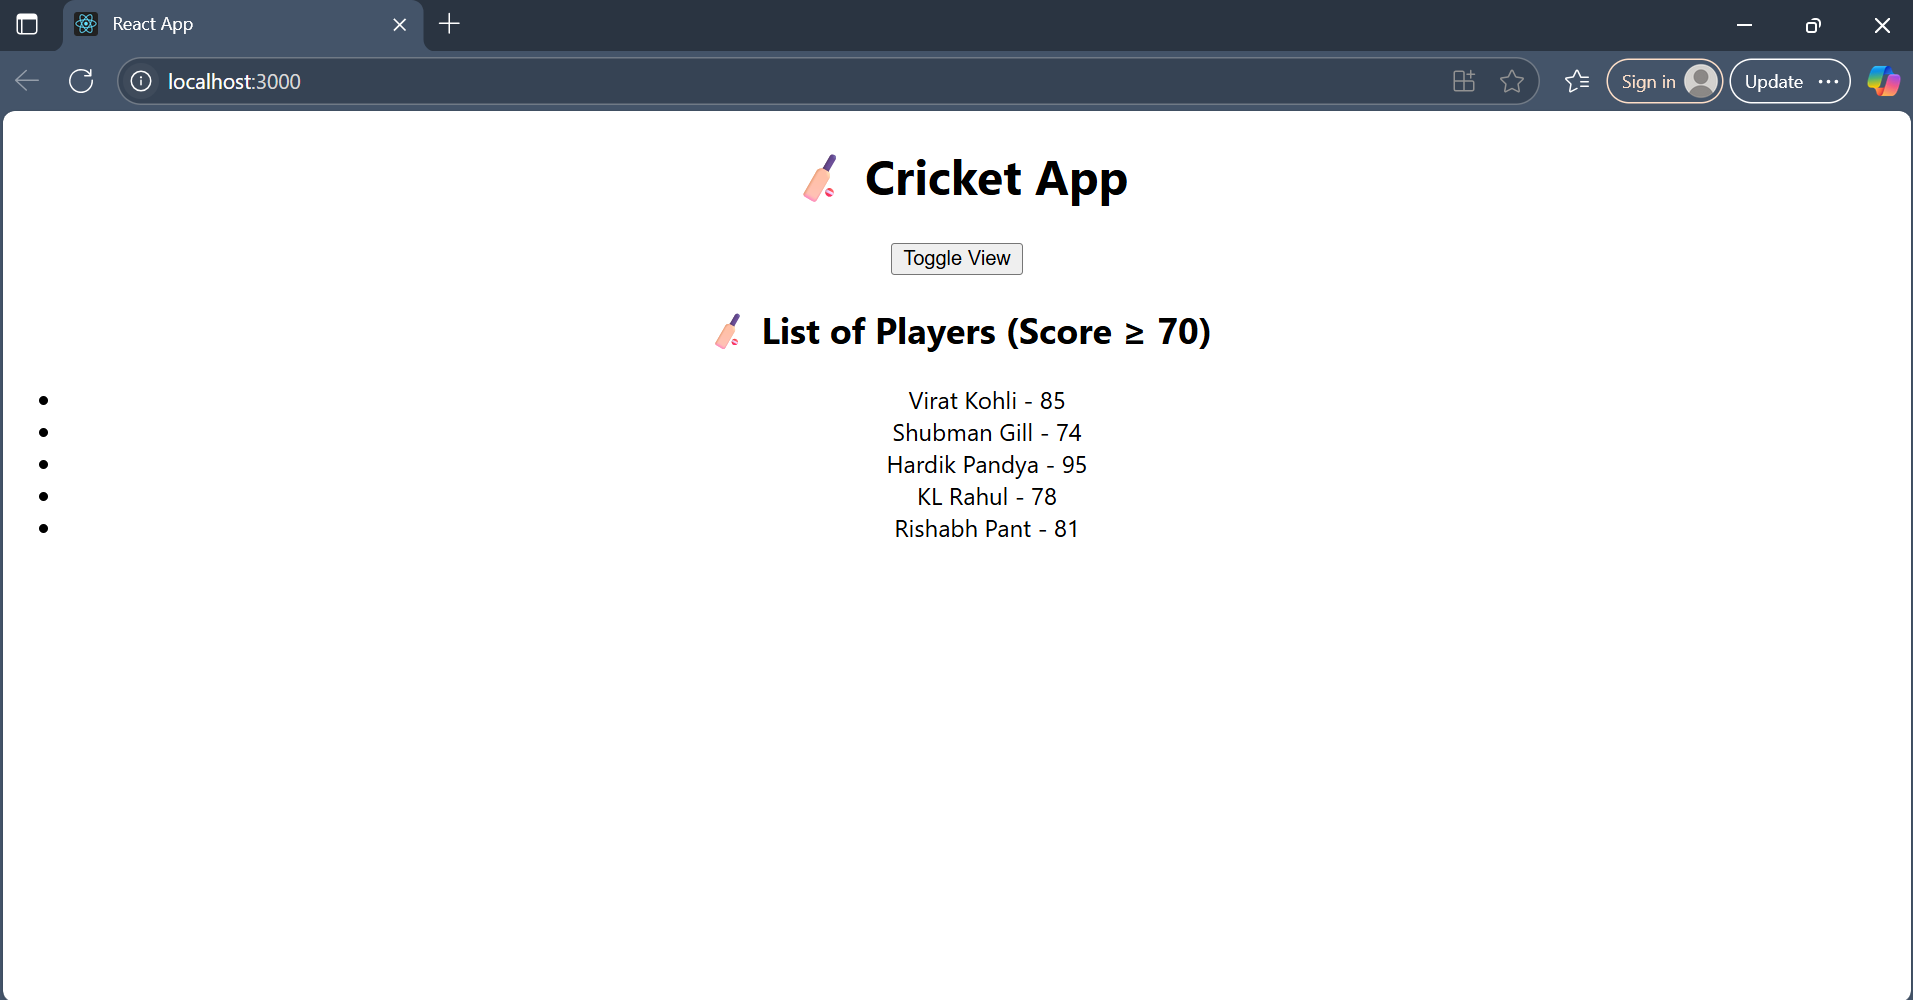 React App
localhost:3000
Sign in
Update
🏏 Cricket App
Toggle View
🏏 List of Players (Score ≥ 70)
• Virat Kohli - 85
• Shubman Gill - 74
• Hardik Pandya - 95
• KL Rahul - 78
• Rishabh Pant - 81